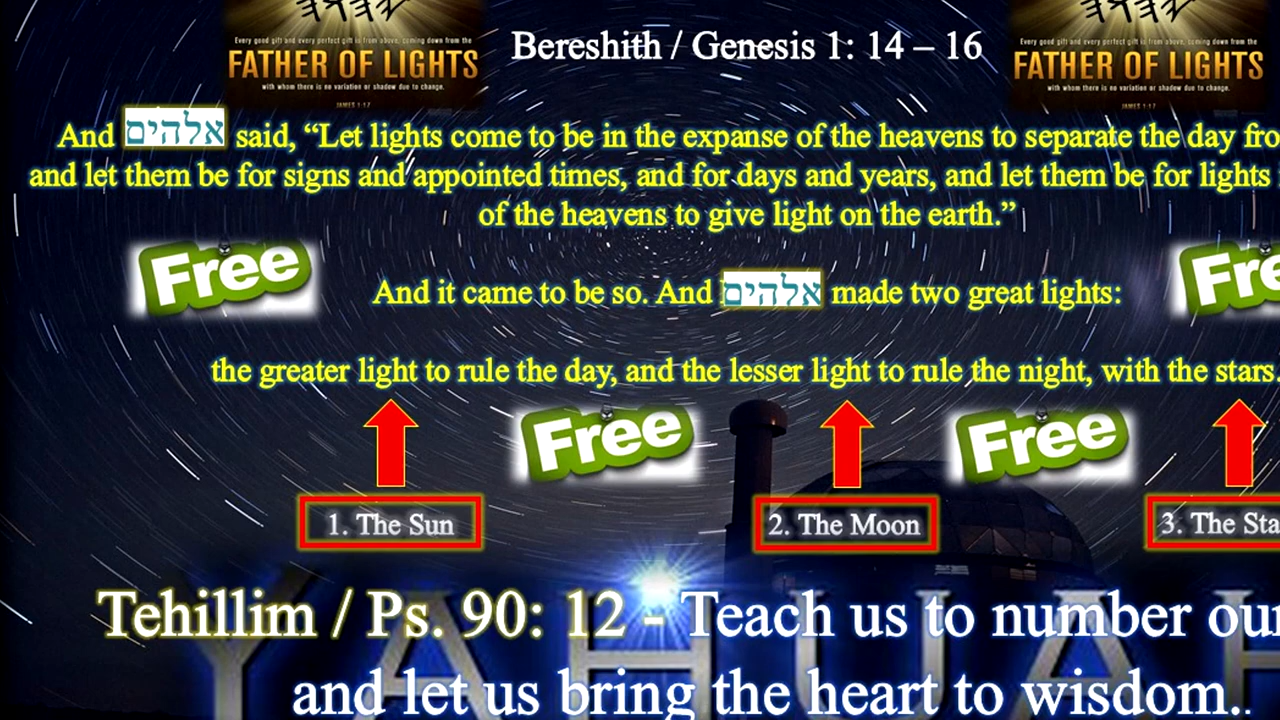 Every good gift and every perfect gift is from above, coming down from the
FATHER OF LIGHTS
with whom there is no variation or shadow due to change.
JAMES 1:17
Bereshith / Genesis 1: 14 – 16
Every good gift and every perfect gift is from above, coming down from the
FATHER OF LIGHTS
with whom there is no variation or shadow due to change.
JAMES 1:17
And אלהים said, “Let lights come to be in the expanse of the heavens to separate the day fro
and let them be for signs and appointed times, and for days and years, and let them be for lights
of the heavens to give light on the earth.”
Free
Fre
And it came to be so. And אלהים made two great lights:
the greater light to rule the day, and the lesser light to rule the night, with the stars.
Free
Free
1. The Sun
2. The Moon
3. The Sta
Tehillim / Ps. 90: 12 - Teach us to number our
and let us bring the heart to wisdom..
YAHUAH